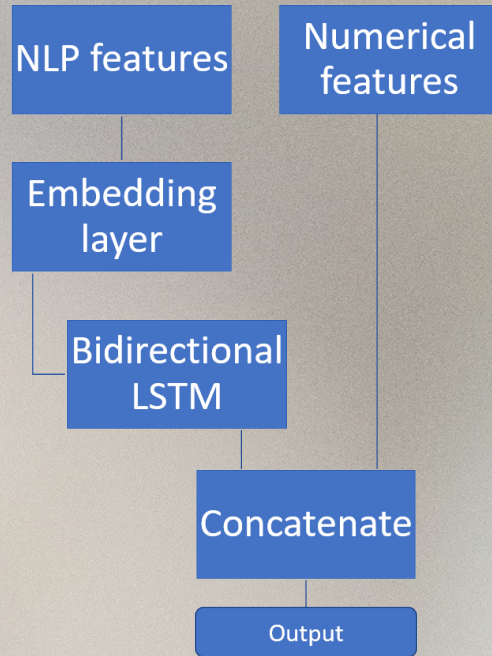 NLP features
Numerical
features
Embedding
layer
Bidirectional
LSTM
Concatenate
Output